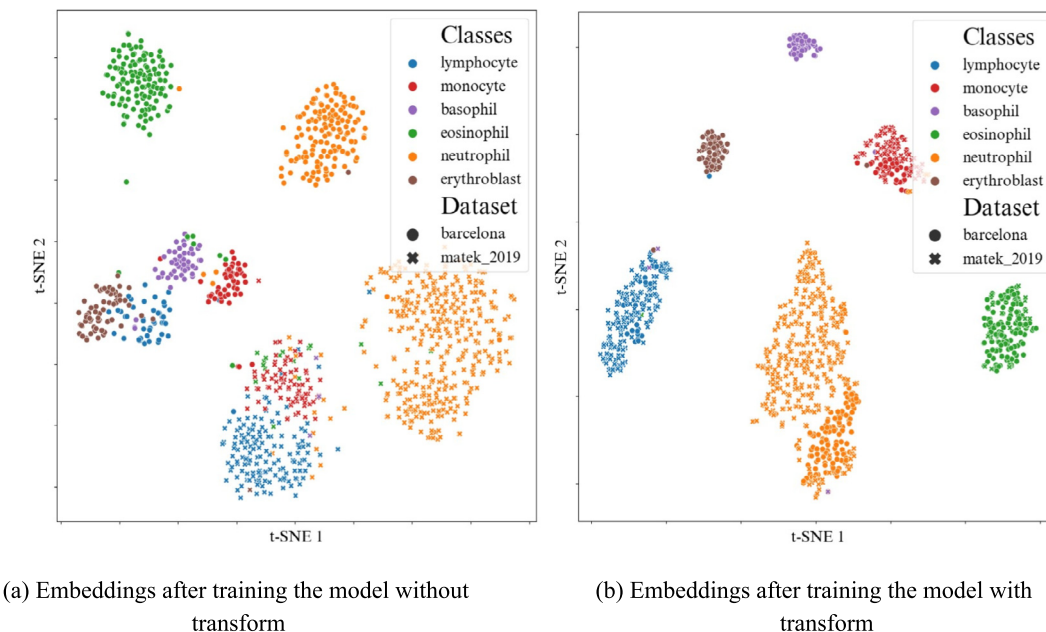 Classes
lymphocyte
monocyte
basophil
eosinophil
neutrophil
erythroblast
Dataset
barcelona
matek_2019
t-SNE 2
t-SNE 1
Classes
lymphocyte
monocyte
basophil
eosinophil
neutrophil
erythroblast
Dataset
barcelona
matek_2019
t-SNE 2
t-SNE 1
(a) Embeddings after training the model without
transform
(b) Embeddings after training the model with
transform